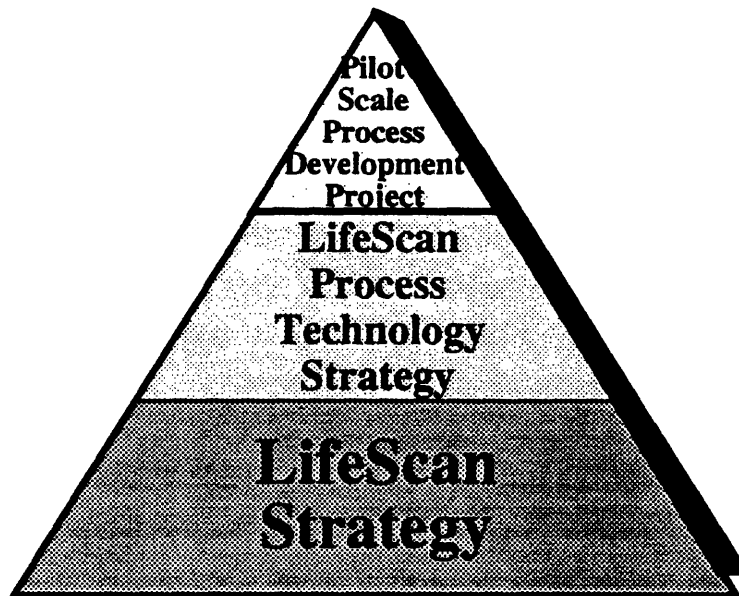 Pilot
Scale
Process
Development
Project
LifeScan
Process
Technology
Strategy
LifeScan
Strategy